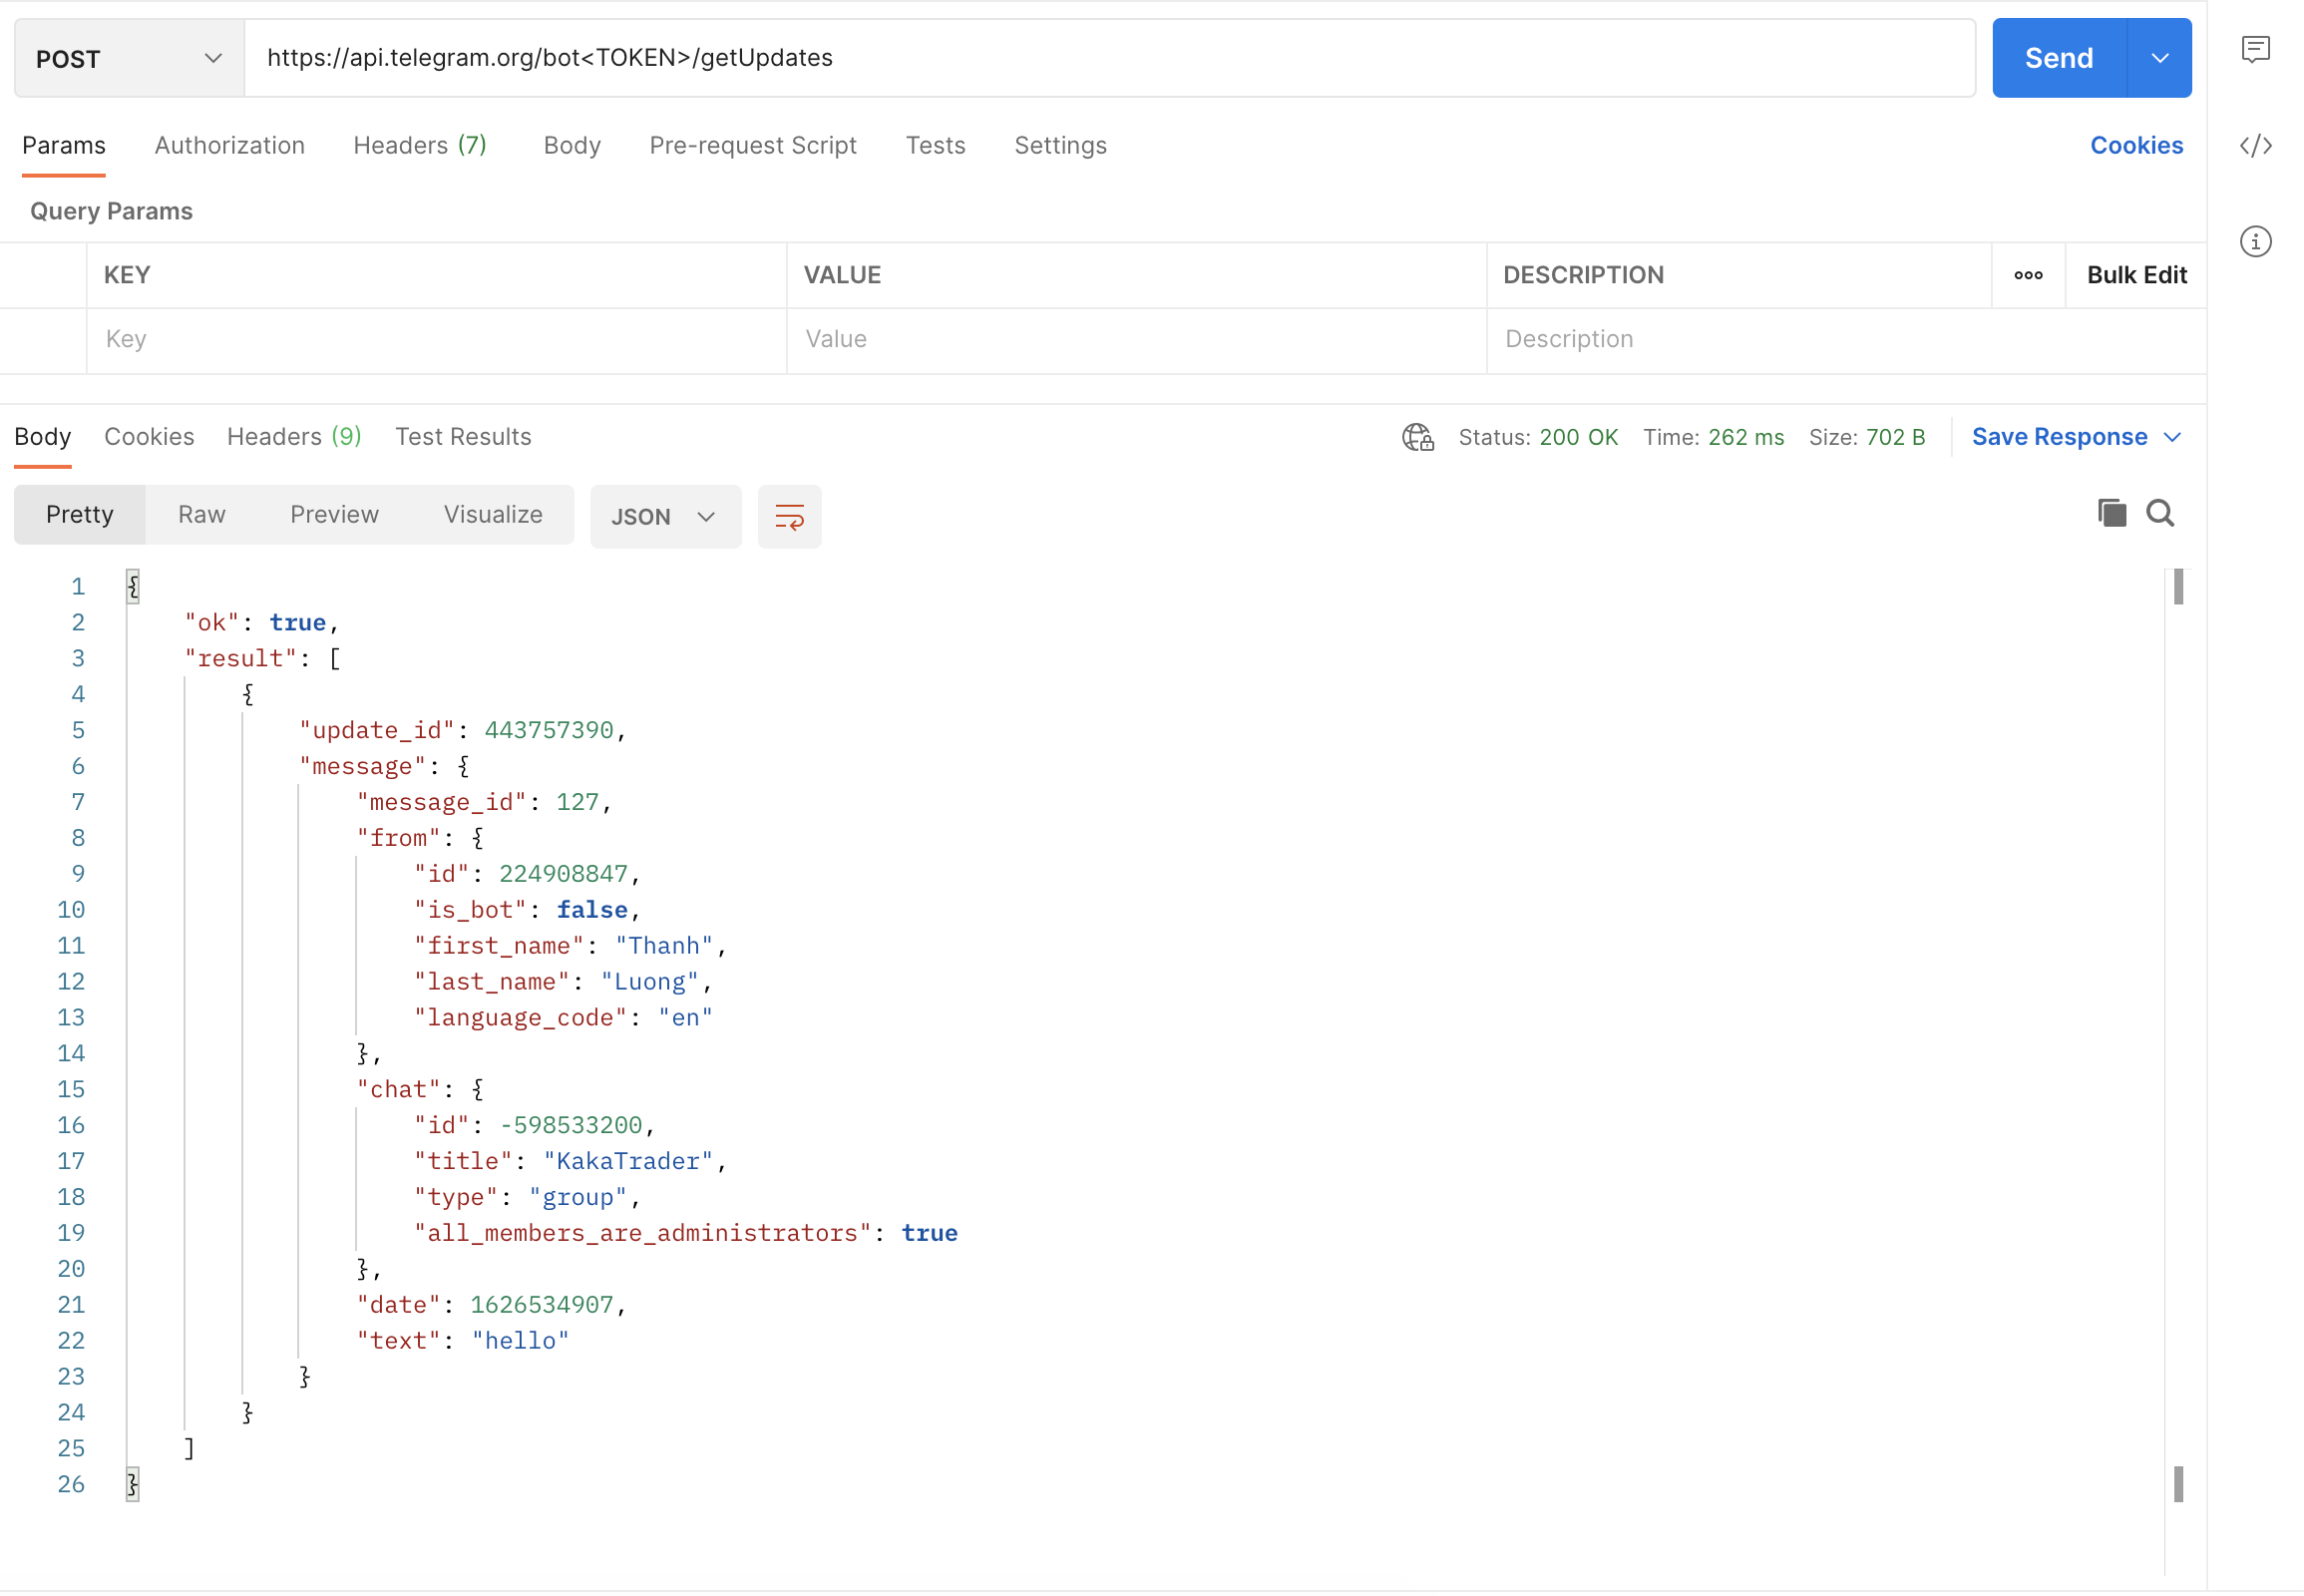 POST https://api.telegram.org/bot<TOKEN>/getUpdates Send
Params Authorization Headers (7) Body Pre-request Script Tests Settings Cookies
Query Params
KEY VALUE DESCRIPTION Bulk Edit
Key Value Description
Body Cookies Headers (9) Test Results Status: 200 OK Time: 262 ms Size: 702 B Save Response
Pretty Raw Preview Visualize JSON
1 {
2 "ok": true,
3 "result": [
4 {
5 "update_id": 443757390,
6 "message": {
7 "message_id": 127,
8 "from": {
9 "id": 224908847,
10 "is_bot": false,
11 "first_name": "Thanh",
12 "last_name": "Luong",
13 "language_code": "en"
14 },
15 "chat": {
16 "id": -598533200,
17 "title": "KakaTrader",
18 "type": "group",
19 "all_members_are_administrators": true
20 },
21 "date": 1626534907,
22 "text": "hello"
23 }
24 }
25 ]
26 }